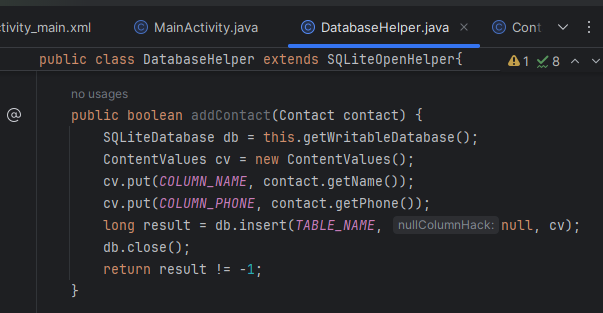 tivity_main.xml MainActivity.java DatabaseHelper.java Cont
public class DatabaseHelper extends SQLiteOpenHelper{ 1 8
no usages
public boolean addContact(Contact contact) {
SQLiteDatabase db = this.getWritableDatabase();
ContentValues cv = new ContentValues();
cv.put(COLUMN_NAME, contact.getName());
cv.put(COLUMN_PHONE, contact.getPhone());
long result = db.insert(TABLE_NAME, nullColumnHack: null, cv);
db.close();
return result != -1;
}